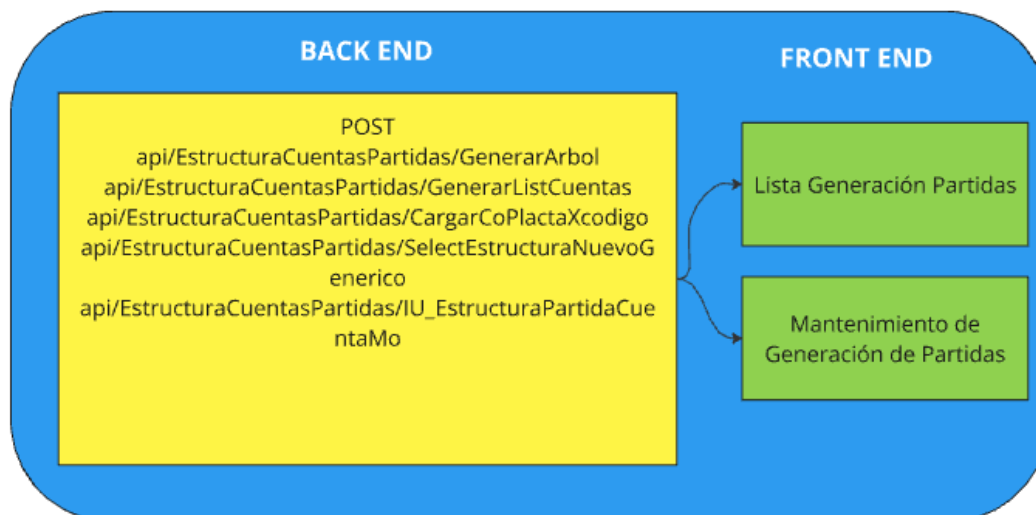 BACK END
FRONT END
POST
api/EstructuraCuentasPartidas/GenerarArbol
api/EstructuraCuentasPartidas/GenerarListCuentas
api/EstructuraCuentasPartidas/CargarCoPlactaXcodigo
api/EstructuraCuentasPartidas/SelectEstructuraNuevoG
enerico
api/EstructuraCuentasPartidas/IU_EstructuraPartidaCue
ntaMo
Lista Generación Partidas
Mantenimiento de
Generación de Partidas